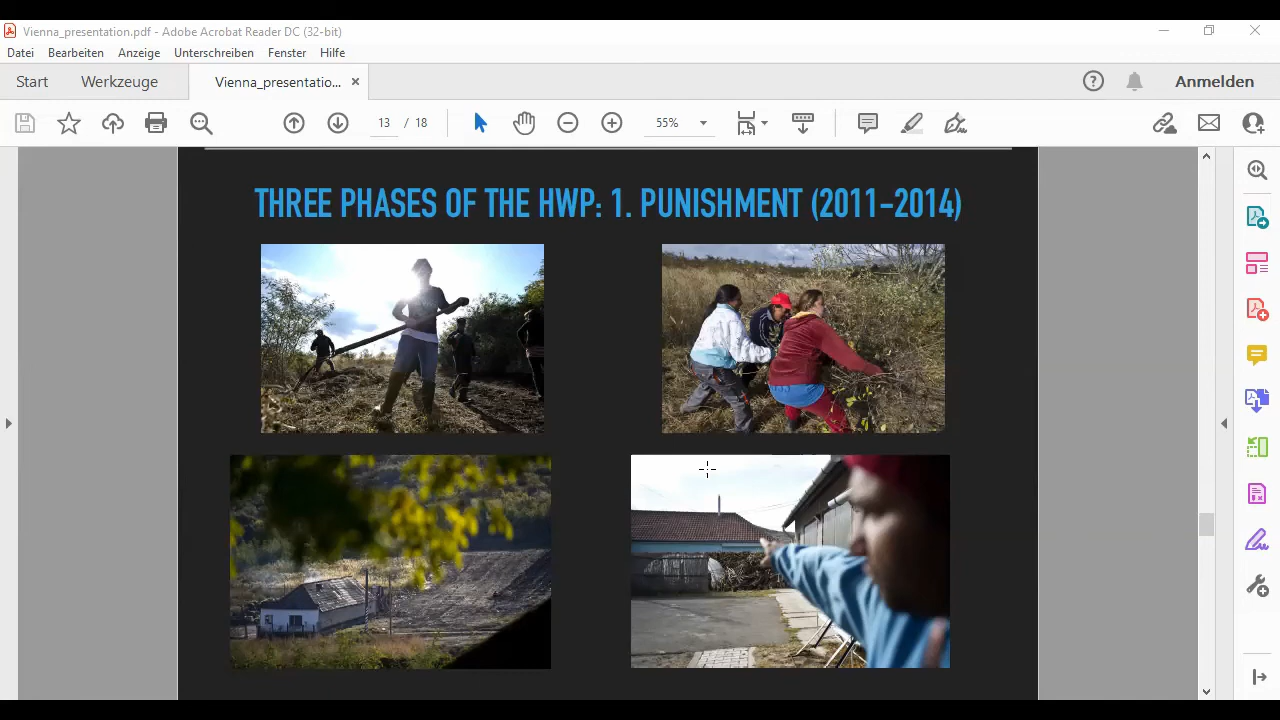 Vienna_presentation.pdf - Adobe Acrobat Reader DC (32-bit)
Datei Bearbeiten Anzeige Unterschreiben Fenster Hilfe
Start Werkzeuge Vienna_presentatio... × Anmelden
13 / 18 55%
THREE PHASES OF THE HWP: 1. PUNISHMENT (2011–2014)